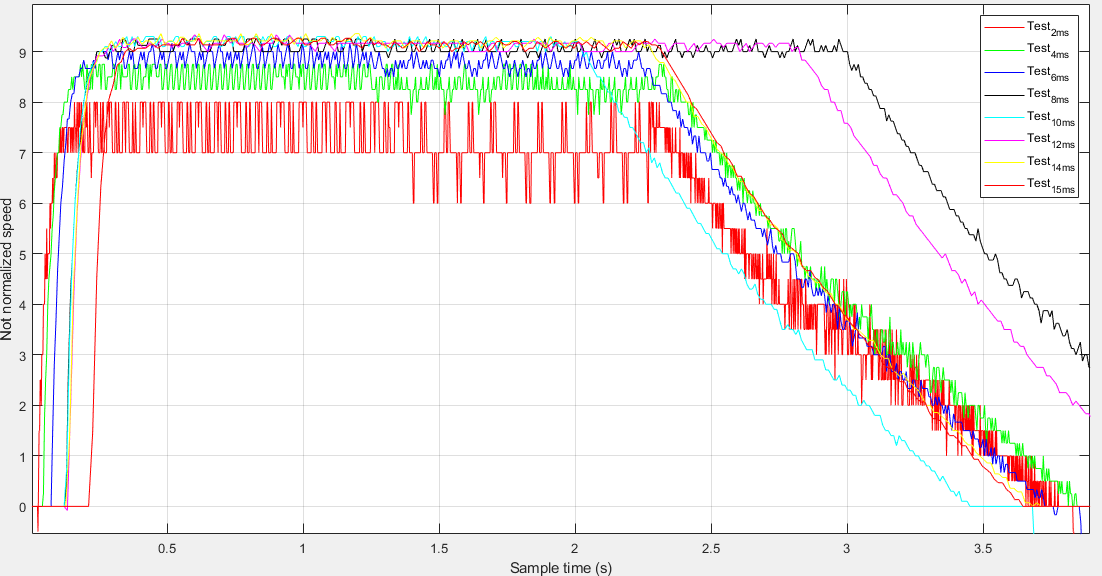 Test2ms
Test4ms
Test6ms
Test8ms
Test10ms
Test12ms
Test14ms
Test15ms
Not normalized speed
9
8
7
6
5
4
3
2
1
0
0.5 1 1.5 2 2.5 3 3.5
Sample time (s)